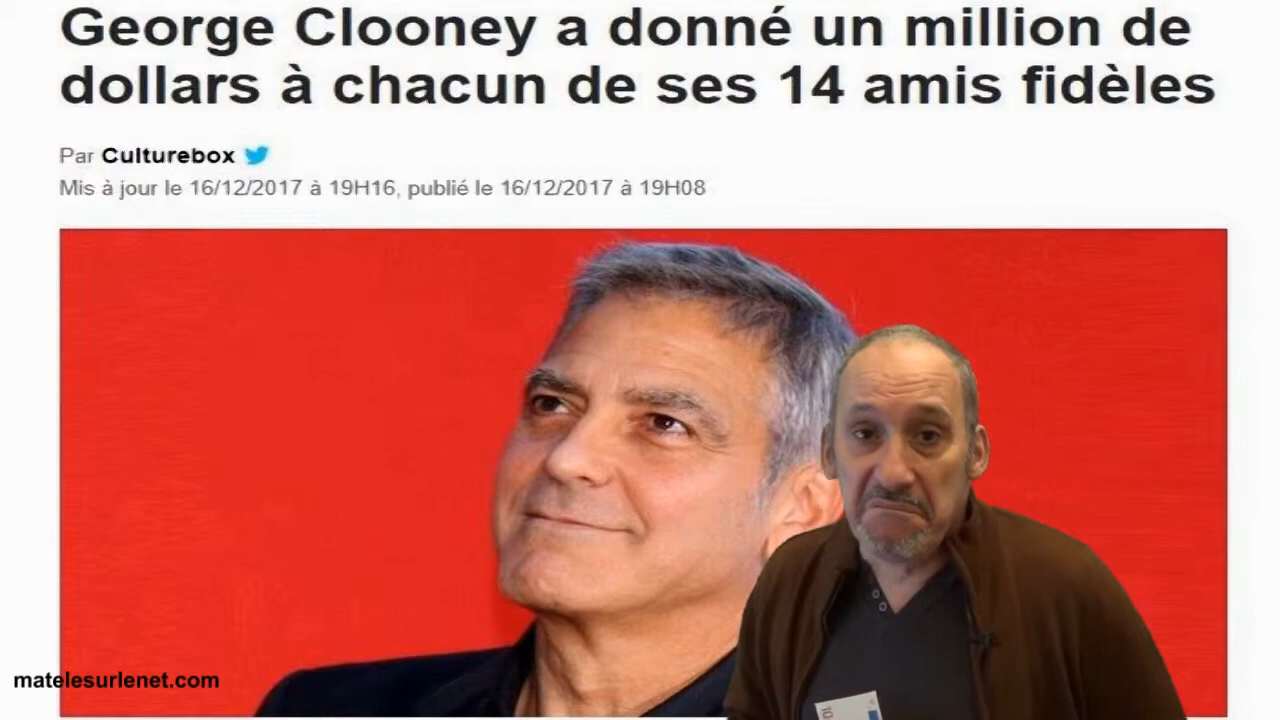 George Clooney a donné un million de
dollars à chacun de ses 14 amis fidèles
Par Culturebox
Mis à jour le 16/12/2017 à 19H16, publié le 16/12/2017 à 19H08
matelesurlenet.com
10